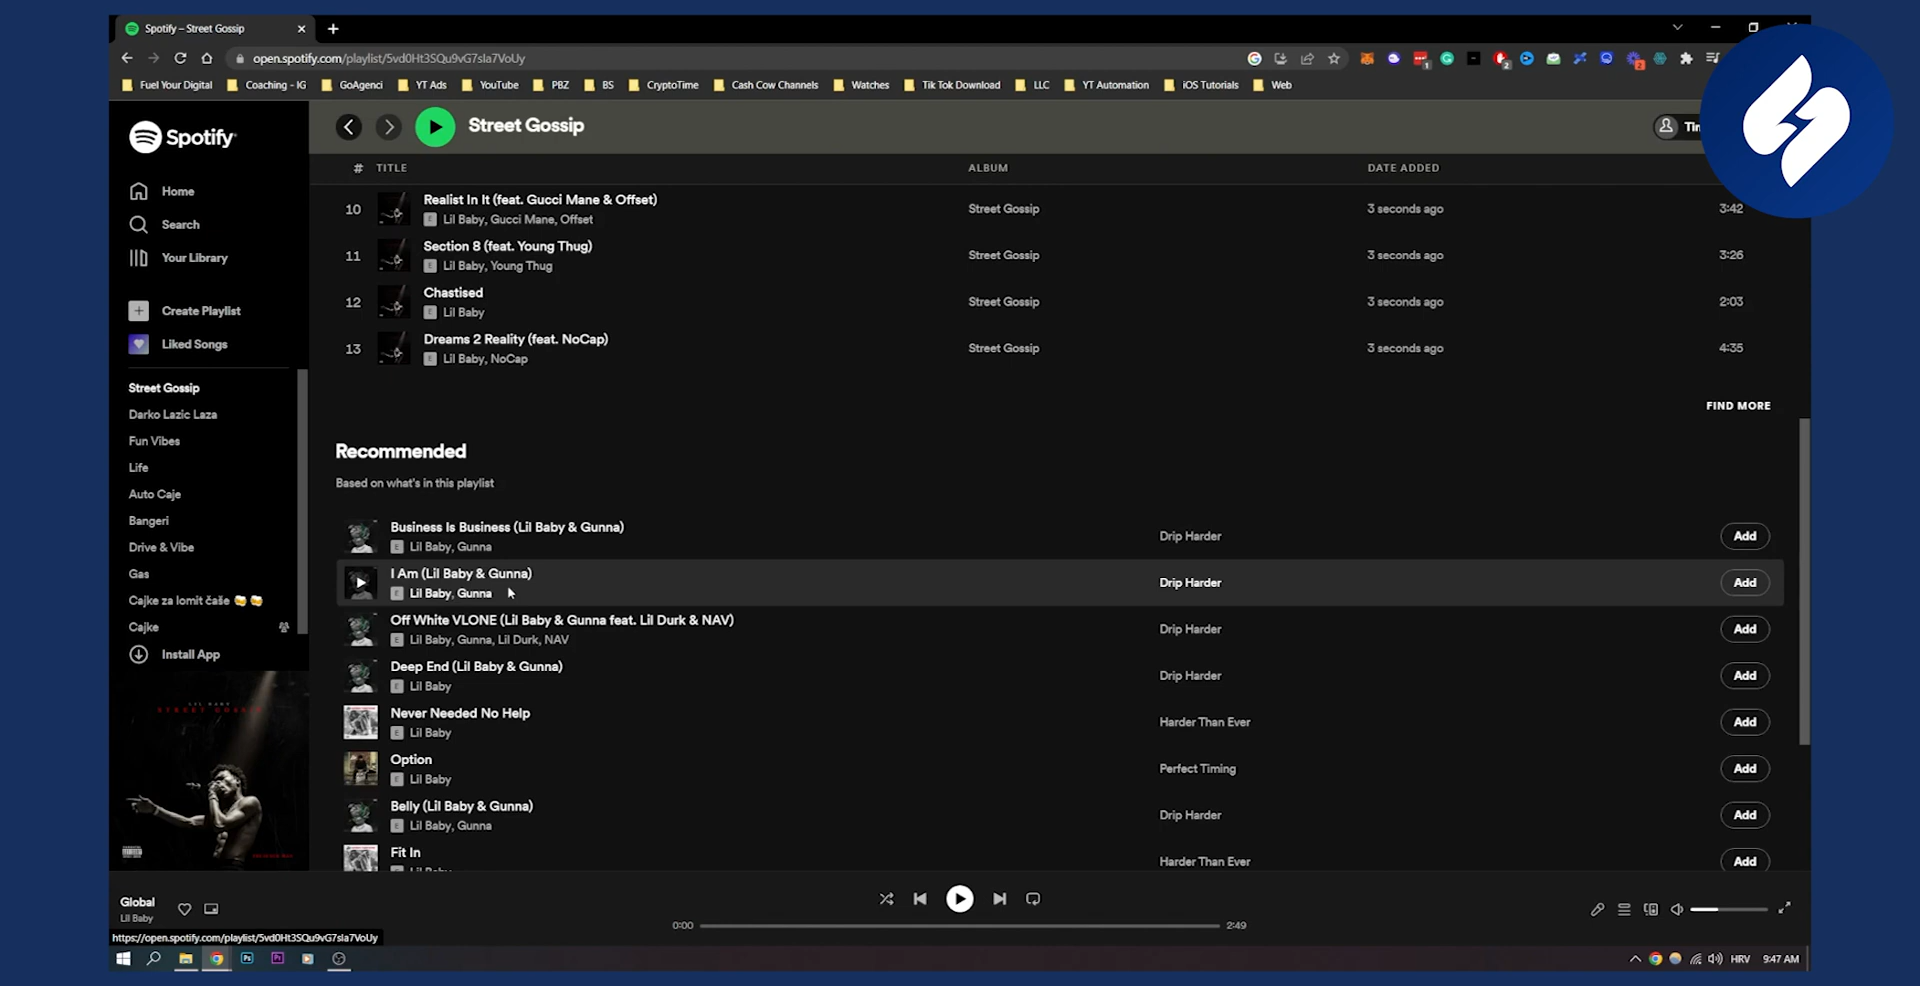 Spotify – Street Gossip
open.spotify.com/playlist/5vd0Ht3SQu9vG7sIa7VoUy
Fuel Your Digital Coaching - IG GoAgenci YT Ads YouTube PBZ BS CryptoTime Cash Cow Channels Watches Tik Tok Download LLC YT Automation iOS Tutorials Web
Spotify
Home
Search
Your Library
Create Playlist
Liked Songs
Street Gossip
Darko Lazic Laza
Fun Vibes
Life
Auto Caje
Bangeri
Drive & Vibe
Gas
Cajke za lomit čaše 🍻 🍻
Cajke
Install App
LIL BABY
STREET GOSSIP
Street Gossip
# TITLE ALBUM DATE ADDED
10 Realist In It (feat. Gucci Mane & Offset) Street Gossip 3 seconds ago 3:42
E Lil Baby, Gucci Mane, Offset
11 Section 8 (feat. Young Thug) Street Gossip 3 seconds ago 3:26
E Lil Baby, Young Thug
12 Chastised Street Gossip 3 seconds ago 2:03
E Lil Baby
13 Dreams 2 Reality (feat. NoCap) Street Gossip 3 seconds ago 4:35
E Lil Baby, NoCap
FIND MORE
Recommended
Based on what's in this playlist
Business Is Business (Lil Baby & Gunna) Drip Harder Add
E Lil Baby, Gunna
I Am (Lil Baby & Gunna) Drip Harder Add
E Lil Baby, Gunna
Off White VLONE (Lil Baby & Gunna feat. Lil Durk & NAV) Drip Harder Add
E Lil Baby, Gunna, Lil Durk, NAV
Deep End (Lil Baby & Gunna) Drip Harder Add
E Lil Baby
Never Needed No Help Harder Than Ever Add
E Lil Baby
Option Perfect Timing Add
E Lil Baby
Belly (Lil Baby & Gunna) Drip Harder Add
E Lil Baby, Gunna
Fit In Harder Than Ever Add
Global
Lil Baby
0:00 2:49
https://open.spotify.com/playlist/5vd0Ht3SQu9vG7sIa7VoUy
HRV 9:47 AM